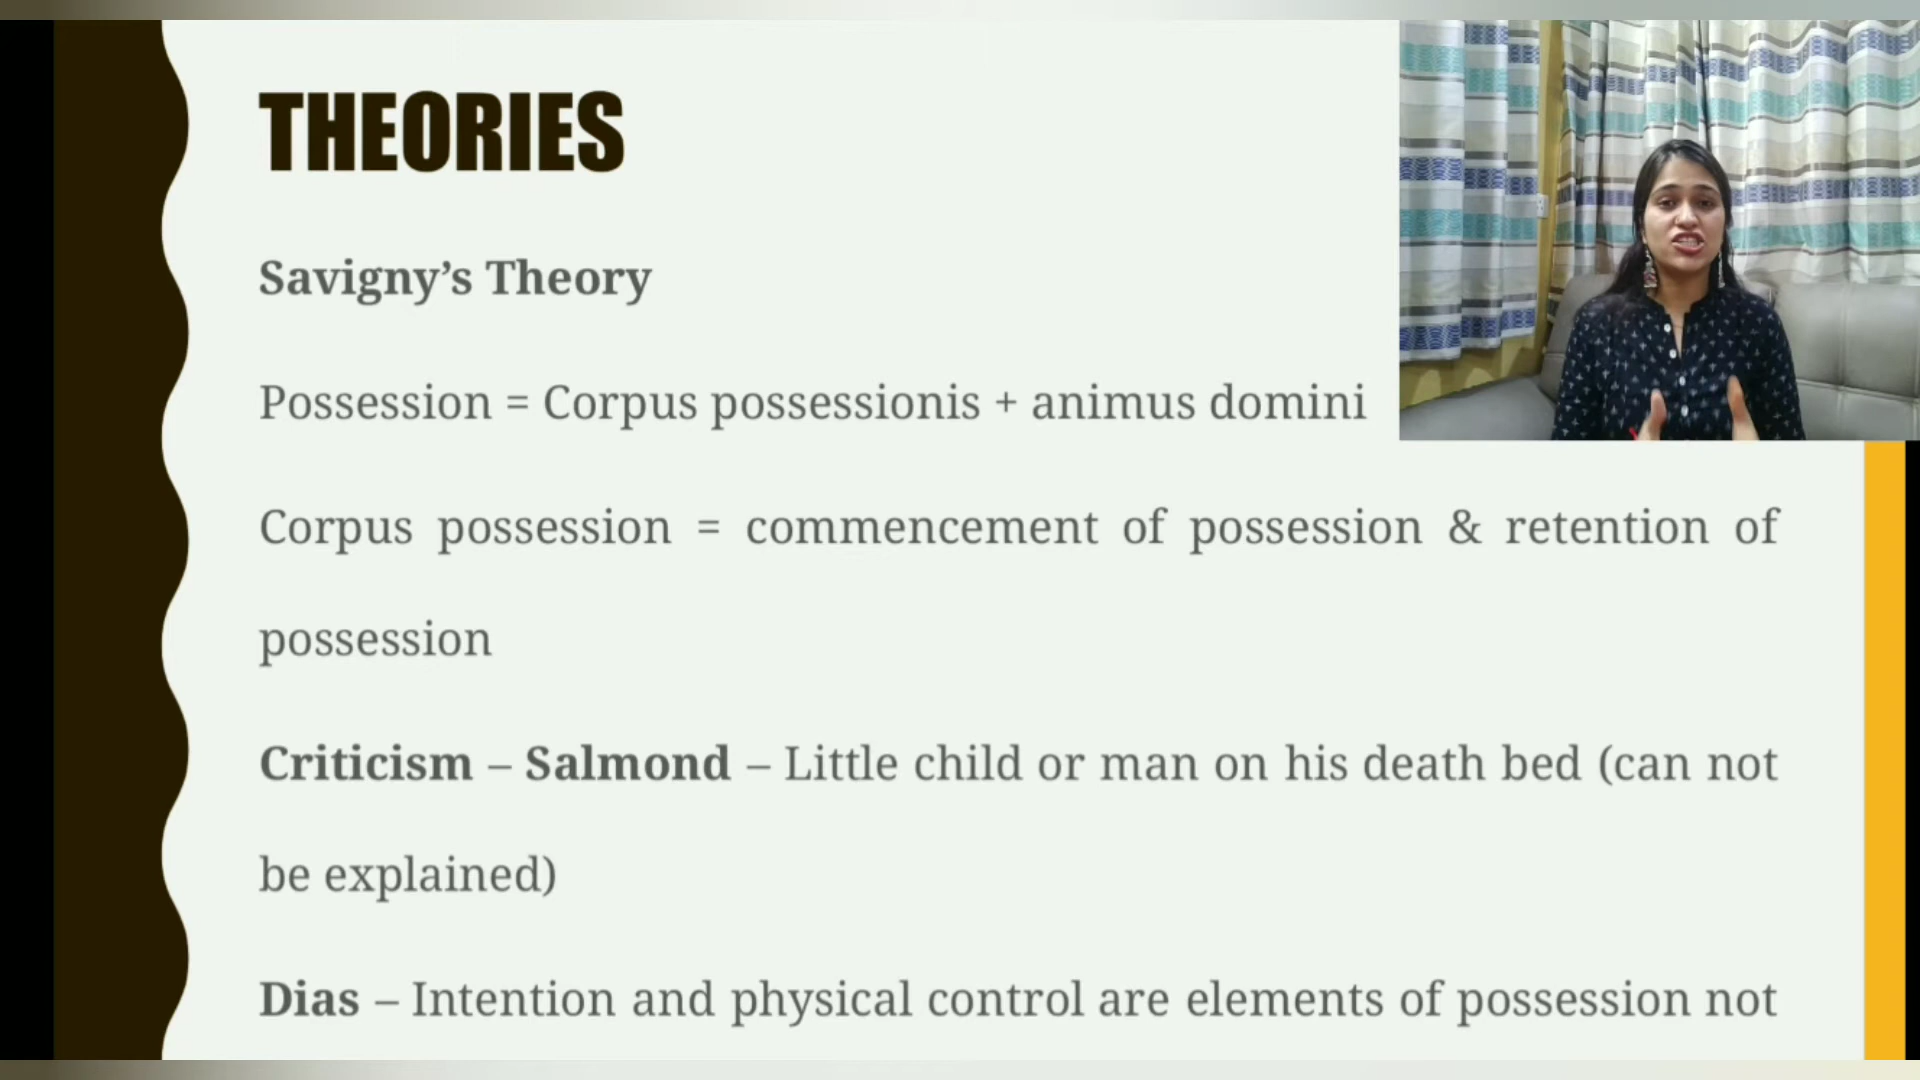 THEORIES
Savigny’s Theory
Possession = Corpus possessionis + animus domini
Corpus possession = commencement of possession & retention of
possession
Criticism – Salmond – Little child or man on his death bed (can not
be explained)
Dias – Intention and physical control are elements of possession not